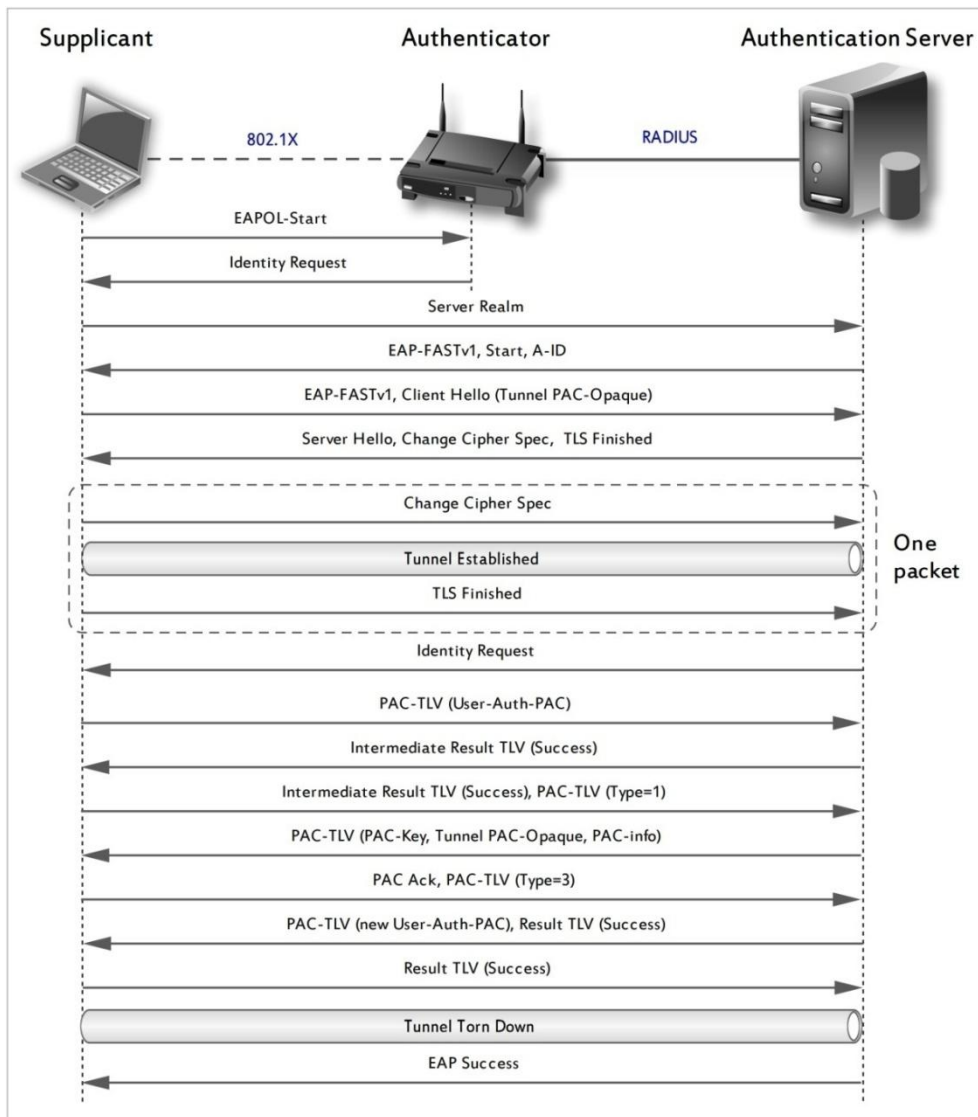 Supplicant
Authenticator
Authentication Server
802.1X
RADIUS
EAPOL-Start
Identity Request
Server Realm
EAP-FASTv1, Start, A-ID
EAP-FASTv1, Client Hello (Tunnel PAC-Opaque)
Server Hello, Change Cipher Spec, TLS Finished
Change Cipher Spec
Tunnel Established
TLS Finished
One
packet
Identity Request
PAC-TLV (User-Auth-PAC)
Intermediate Result TLV (Success)
Intermediate Result TLV (Success), PAC-TLV (Type=1)
PAC-TLV (PAC-Key, Tunnel PAC-Opaque, PAC-info)
PAC Ack, PAC-TLV (Type=3)
PAC-TLV (new User-Auth-PAC), Result TLV (Success)
Result TLV (Success)
Tunnel Torn Down
EAP Success